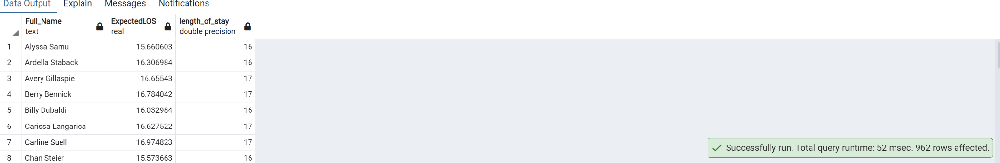 Data Output Explain Messages Notifications
Full_Name ExpectedLOS length_of_stay
text real double precision
1 Alyssa Samu 15.660603 16
2 Ardella Staback 16.306984 16
3 Avery Gillaspie 16.65543 17
4 Berry Bennick 16.784042 17
5 Billy Dubaldi 16.032984 16
6 Carissa Langarica 16.627522 17
7 Carline Suell 16.974823 17
Successfully run. Total query runtime: 52 msec. 962 rows affected.
8 Chan Steier 15.573663 16